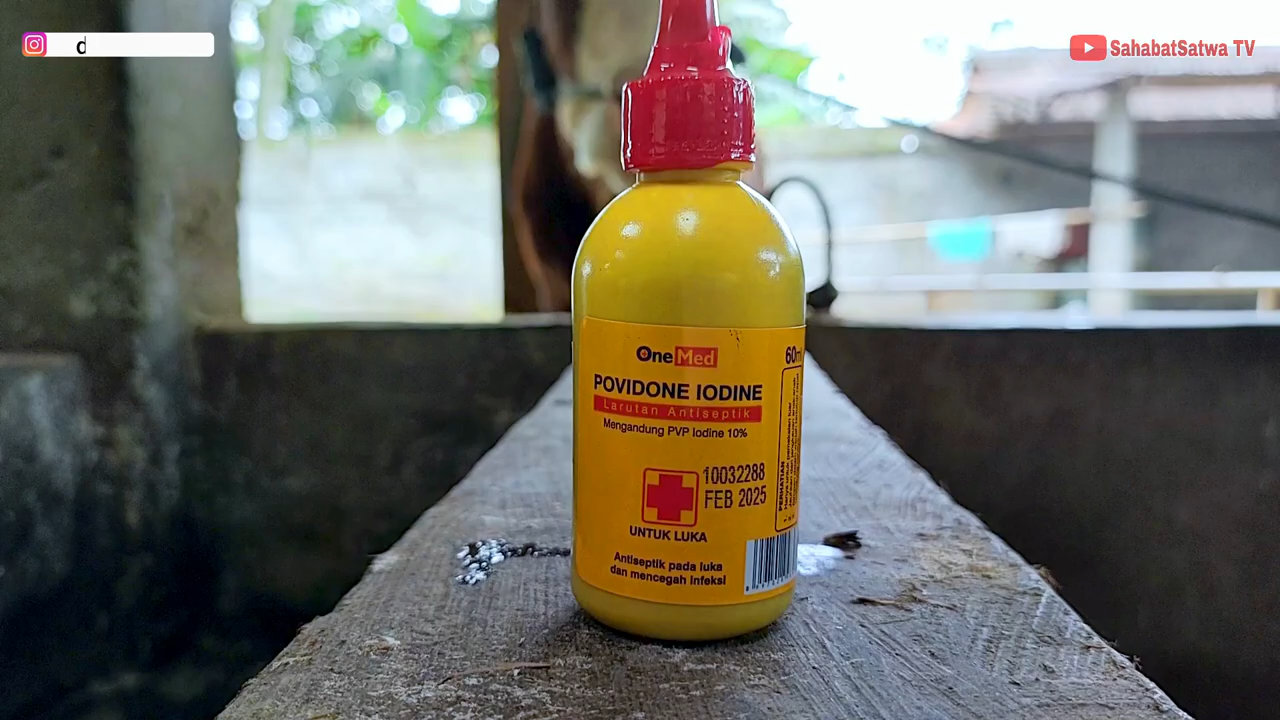 d
SahabatSatwa TV
OneMed
60m
POVIDONE IODINE
Larutan Antiseptik
Mengandung PVP Iodine 10%
10032288
FEB 2025
UNTUK LUKA
Antiseptik pada luka
dan mencegah infeksi
PERHATIAN